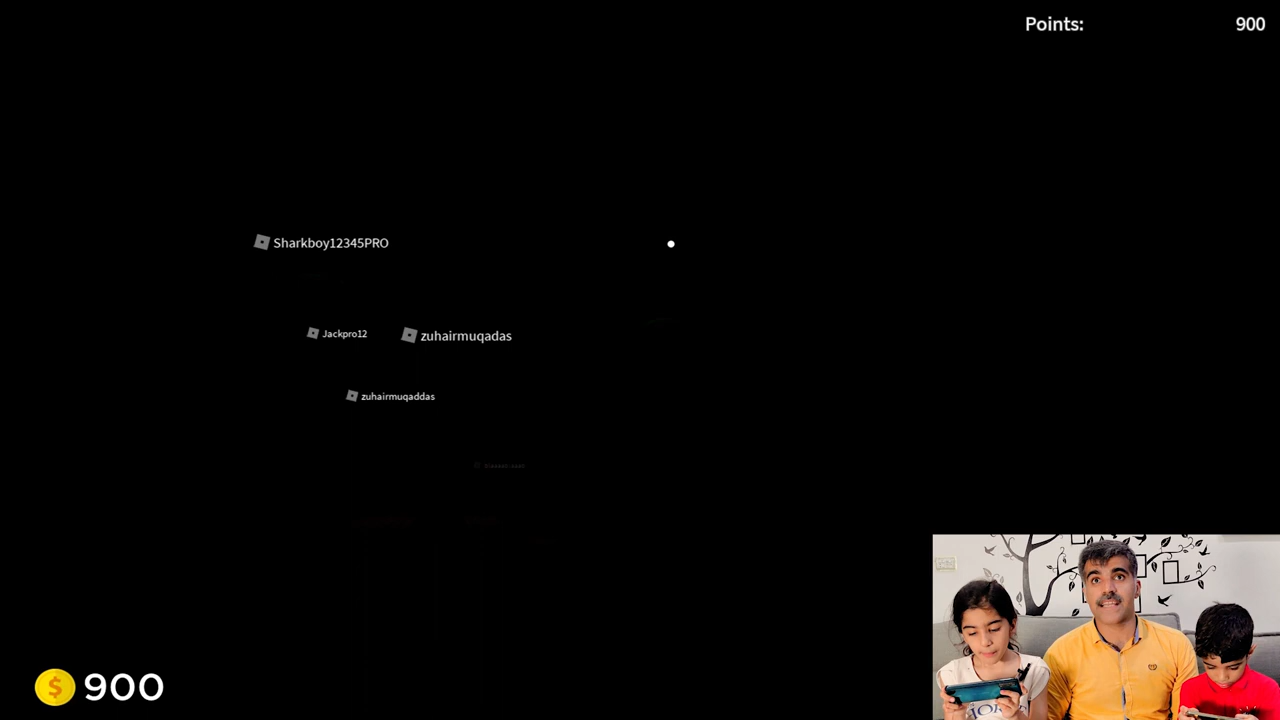 Points: 900
Sharkboy12345PRO
Jackpro12
zuhairmuqadas
zuhairmuqaddas
900